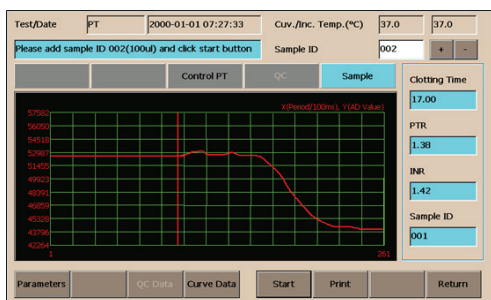 Test/Date PT 2000-01-01 07:27:33 Cuv./Inc. Temp.(°C) 37.0 37.0
Please add sample ID 002(100ul) and click start button Sample ID 002 + -
Control PT QC Sample
Clotting Time
17.00
PTR
1.38
INR
1.42
Sample ID
001
X(Period/100ms), Y(AD Value)
57582
56050
54518
52987
51455
49923
48391
46859
45328
43796
42264
1 261
Parameters QC Data Curve Data Start Print Return